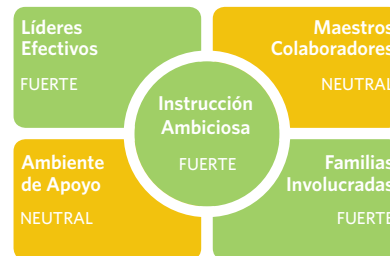 Líderes
Efectivos
FUERTE
Maestros
Colaboradores
NEUTRAL
Instrucción
Ambiciosa
FUERTE
Ambiente
de Apoyo
NEUTRAL
Familias
Involucradas
FUERTE